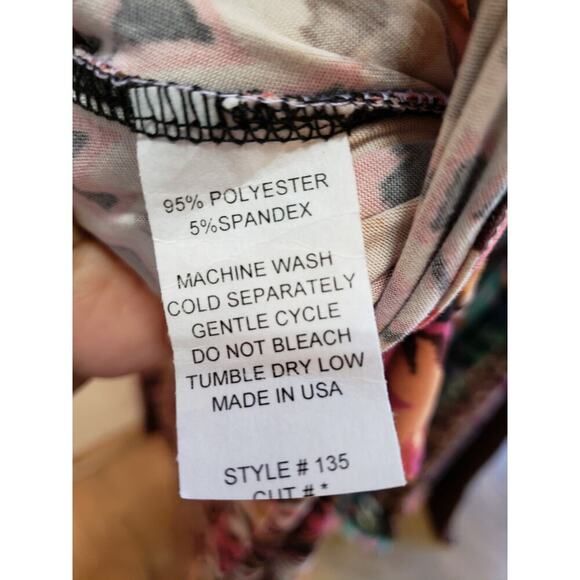 95% POLYESTER
5%SPANDEX
MACHINE WASH
COLD SEPARATELY
GENTLE CYCLE
DO NOT BLEACH
TUMBLE DRY LOW
MADE IN USA
STYLE # 135
CUT # *